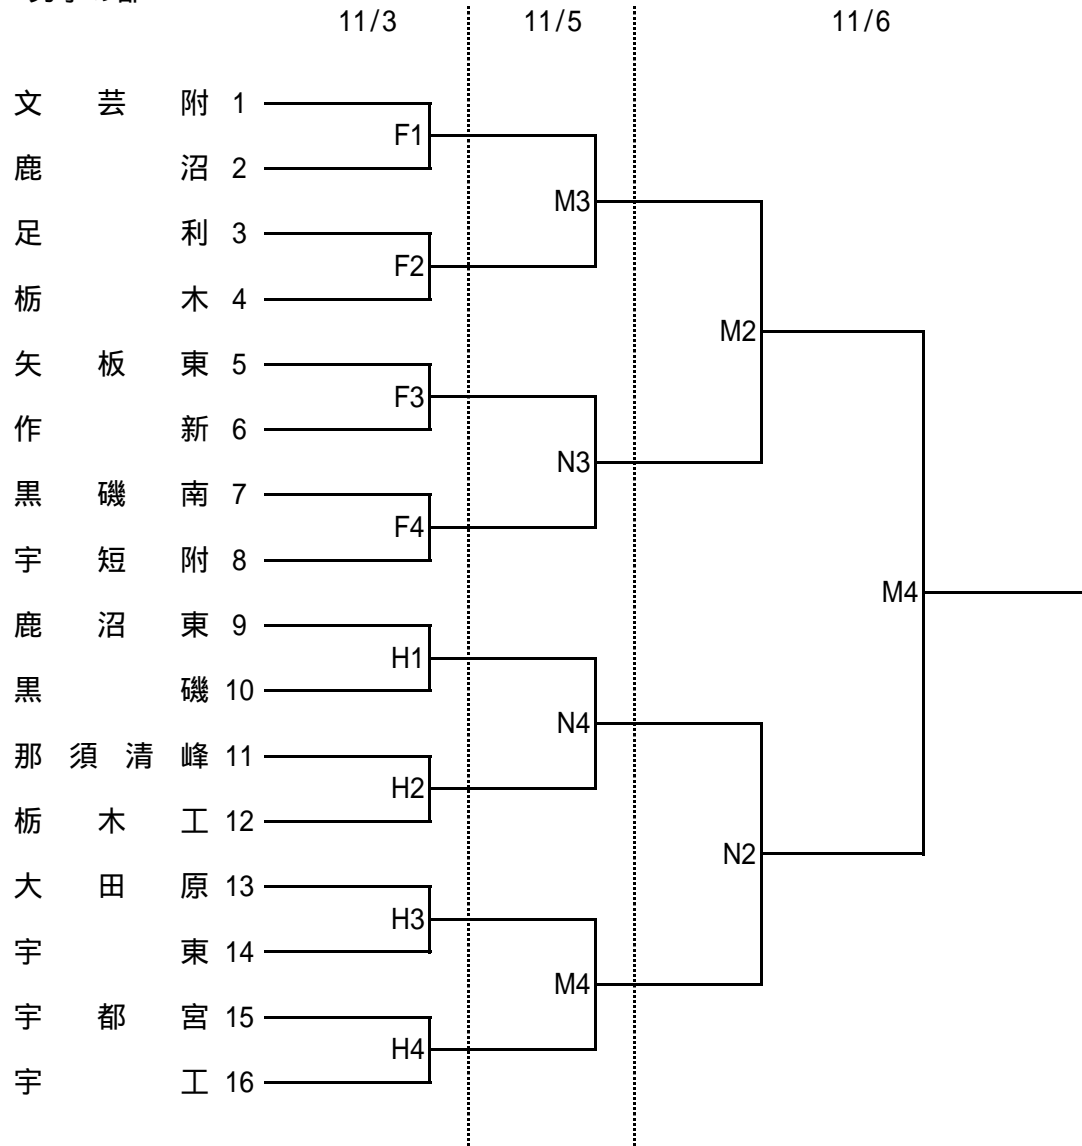 11/3 11/5 11/6
文芸附 1
F1
鹿沼 2
M3
足利 3
F2
栃木 4
M2
矢板東 5
F3
作新 6
N3
黒磯南 7
F4
宇短附 8
M4
鹿沼東 9
H1
黒磯 10
N4
那須清峰 11
H2
栃木工 12
N2
大田原 13
H3
宇東 14
M4
宇都宮 15
H4
宇工 16